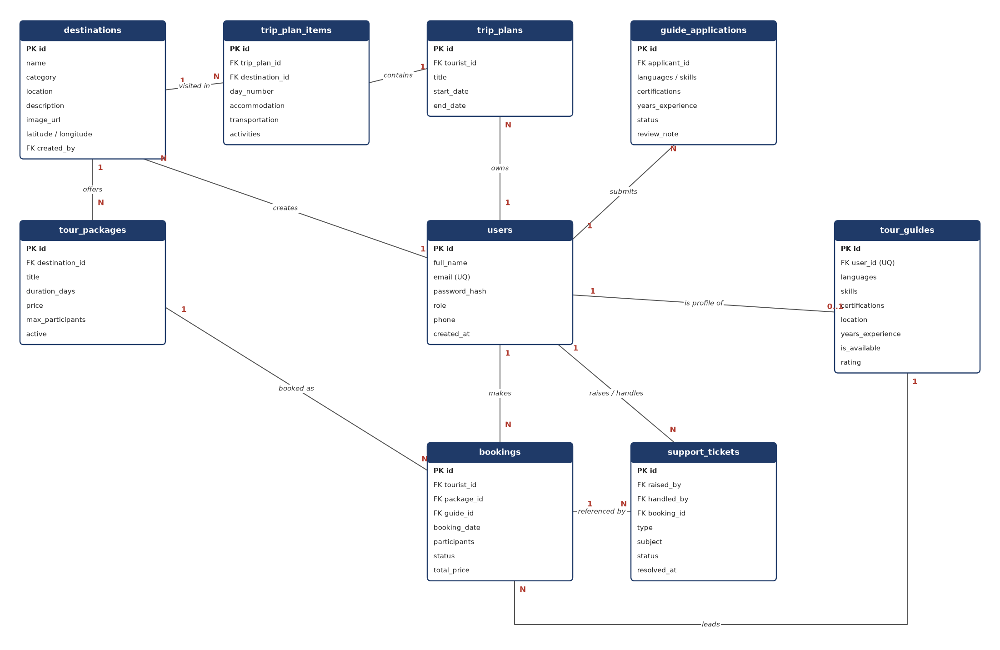 destinations
PK id
name
category
location
description
image_url
latitude / longitude
FK created_by
trip_plan_items
PK id
FK trip_plan_id
FK destination_id
day_number
accommodation
transportation
activities
trip_plans
PK id
FK tourist_id
title
start_date
end_date
guide_applications
PK id
FK applicant_id
languages / skills
certifications
years_experience
status
review_note
1
visited in
N
contains
1
N
owns
1
N
submits
1
1
offers
N
N
creates
1
tour_packages
PK id
FK destination_id
title
duration_days
price
max_participants
active
users
PK id
full_name
email (UQ)
password_hash
role
phone
created_at
tour_guides
PK id
FK user_id (UQ)
languages
skills
certifications
location
years_experience
is_available
rating
1
is profile of
0..1
1
booked as
N
1
makes
N
1
raises / handles
N
1
bookings
PK id
FK tourist_id
FK package_id
FK guide_id
booking_date
participants
status
total_price
1
referenced by
N
support_tickets
PK id
FK raised_by
FK handled_by
FK booking_id
type
subject
status
resolved_at
N
leads